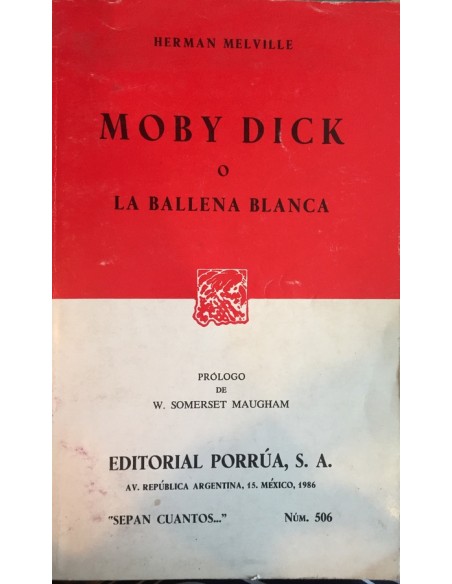 HERMAN MELVILLE
MOBY DICK
O
LA BALLENA BLANCA
PRÓLOGO
DE
W. SOMERSET MAUGHAM
EDITORIAL PORRÚA, S. A.
AV. REPÚBLICA ARGENTINA, 15. MÉXICO, 1986
"SEPAN CUANTOS..." NÚM. 506